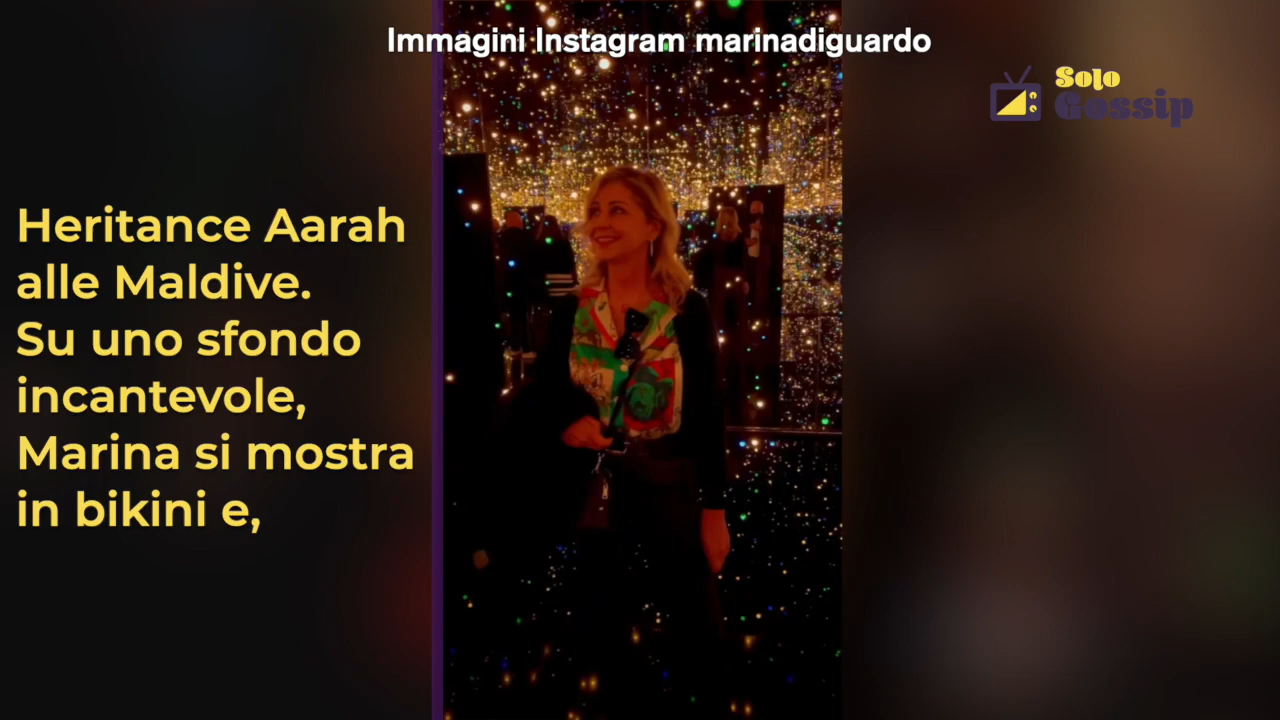 Immagini Instagram marinadiguardo
Solo
Gossip
Heritance Aarah
alle Maldive.
Su uno sfondo
incantevole,
Marina si mostra
in bikini e,